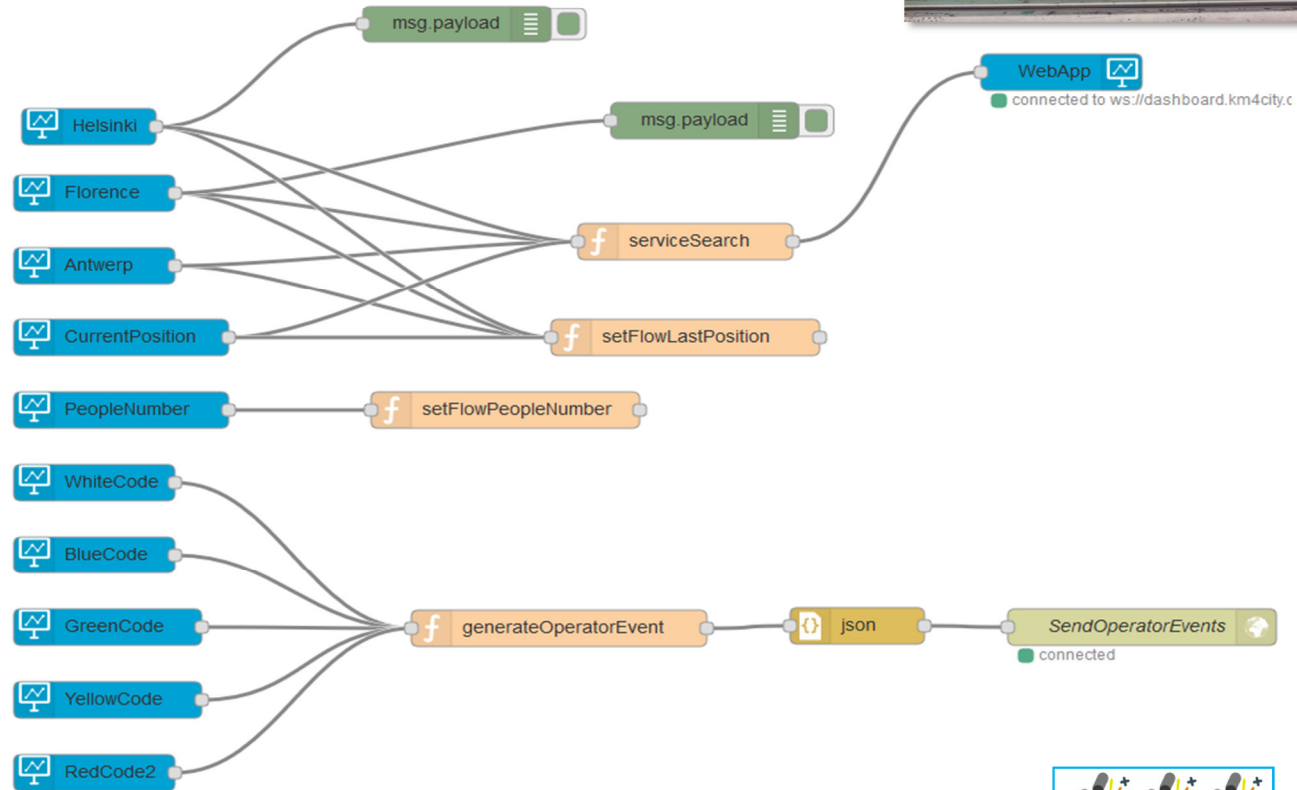 msg.payload
WebApp
connected to ws://dashboard.km4city.c
Helsinki
msg.payload
Florence
serviceSearch
Antwerp
CurrentPosition
setFlowLastPosition
PeopleNumber
setFlowPeopleNumber
WhiteCode
BlueCode
GreenCode
generateOperatorEvent
json
SendOperatorEvents
connected
YellowCode
RedCode2